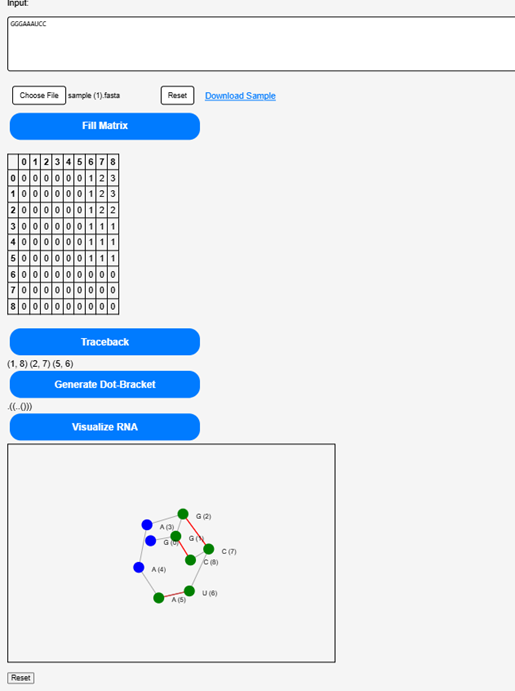 Input:
GGGAAAUCC
Choose File sample (1).fasta Reset Download Sample
Fill Matrix
0 1 2 3 4 5 6 7 8
0 0 0 0 0 0 0 1 2 3
1 0 0 0 0 0 0 1 2 3
2 0 0 0 0 0 0 1 2 2
3 0 0 0 0 0 0 1 1 1
4 0 0 0 0 0 0 1 1 1
5 0 0 0 0 0 0 1 1 1
6 0 0 0 0 0 0 0 0 0
7 0 0 0 0 0 0 0 0 0
8 0 0 0 0 0 0 0 0 0
Traceback
(1, 8) (2, 7) (5, 6)
Generate Dot-Bracket
.((..()))
Visualize RNA
G (2)
A (3)
G (0) G (1)
C (7)
C (8)
A (4)
U (6)
A (5)
Reset